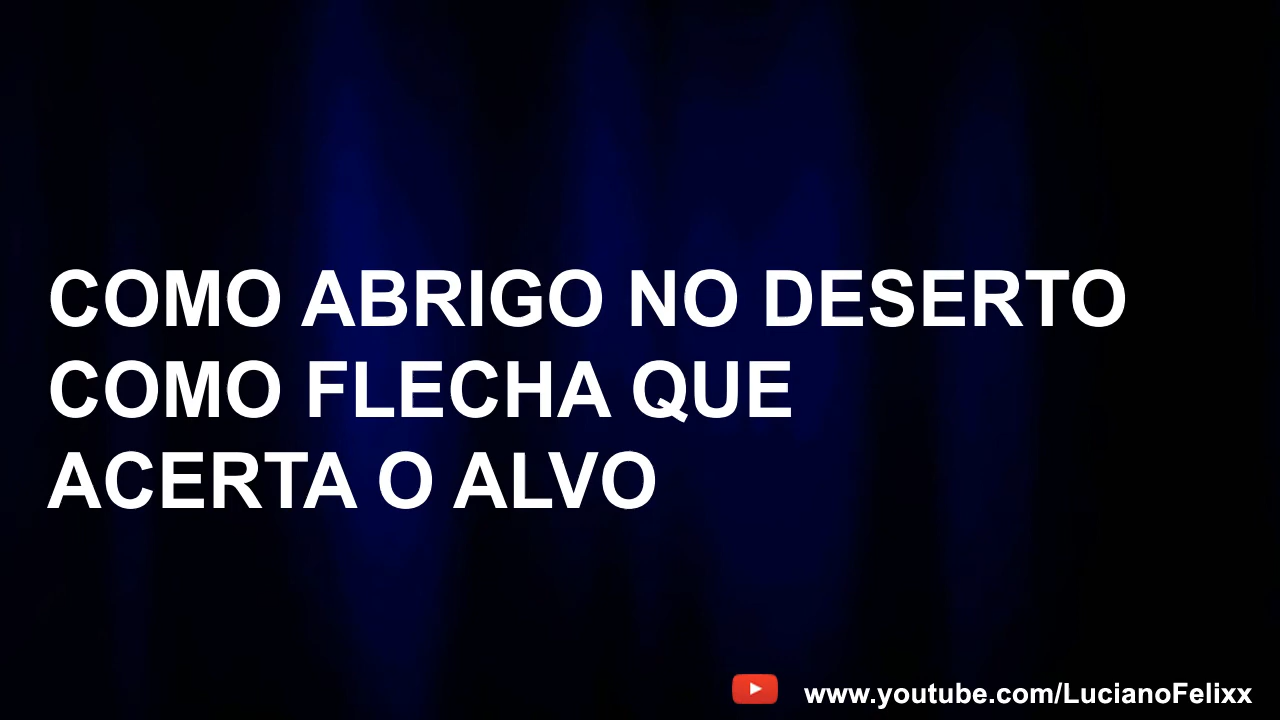 COMO ABRIGO NO DESERTO
COMO FLECHA QUE
ACERTA O ALVO
www.youtube.com/LucianoFelixx